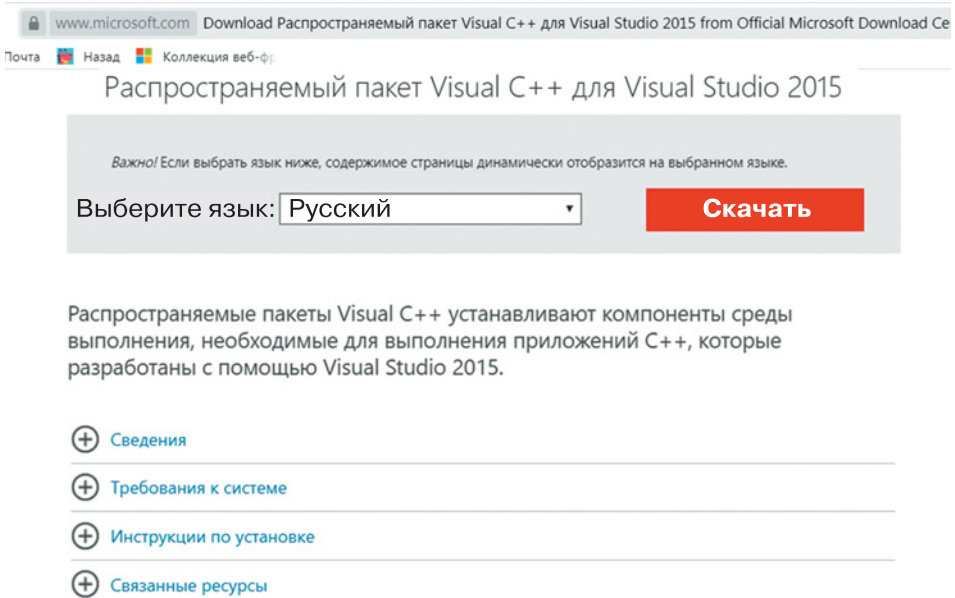 www.microsoft.com Download Распространяемый пакет Visual C++ для Visual Studio 2015 from Official Microsoft Download Ce
Почта Назад Коллекция веб-фр
Распространяемый пакет Visual C++ для Visual Studio 2015
Важно! Если выбрать язык ниже, содержимое страницы динамически отобразится на выбранном языке.
Выберите язык: Русский Скачать
Распространяемые пакеты Visual C++ устанавливают компоненты среды
выполнения, необходимые для выполнения приложений C++, которые
разработаны с помощью Visual Studio 2015.
Сведения
Требования к системе
Инструкции по установке
Связанные ресурсы